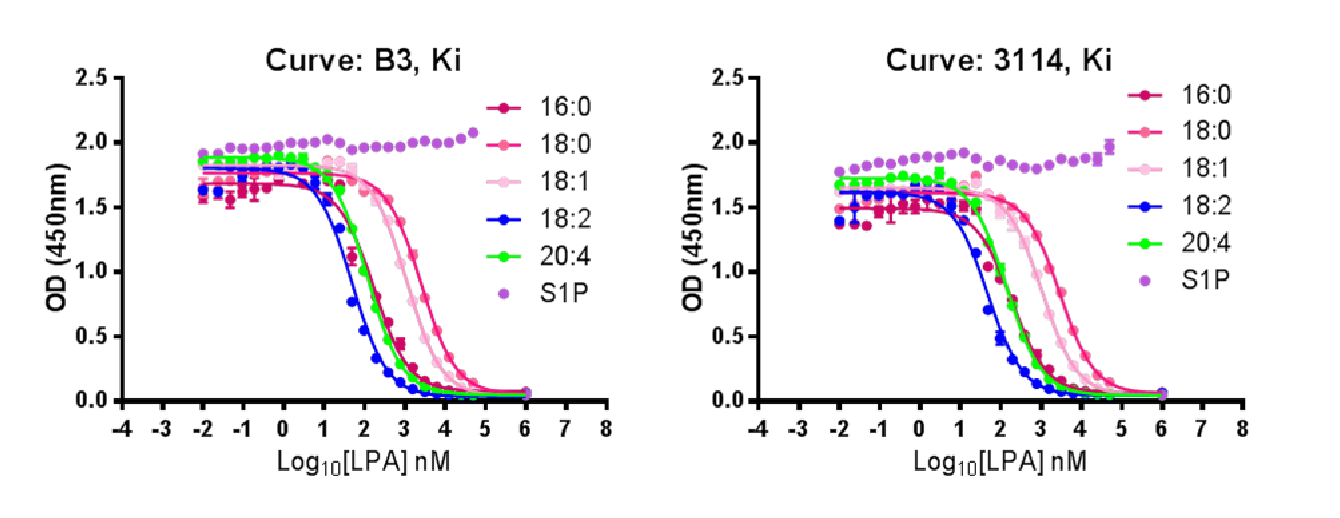 Curve: B3, Ki
2.5
2.0
1.5
1.0
0.5
0.0
OD (450nm)
-4 -3 -2 -1 0 1 2 3 4 5 6 7 8
Log10[LPA] nM
16:0
18:0
18:1
18:2
20:4
S1P
Curve: 3114, Ki
2.5
2.0
1.5
1.0
0.5
0.0
OD (450nm)
-4 -3 -2 -1 0 1 2 3 4 5 6 7 8
Log10[LPA] nM
16:0
18:0
18:1
18:2
20:4
S1P